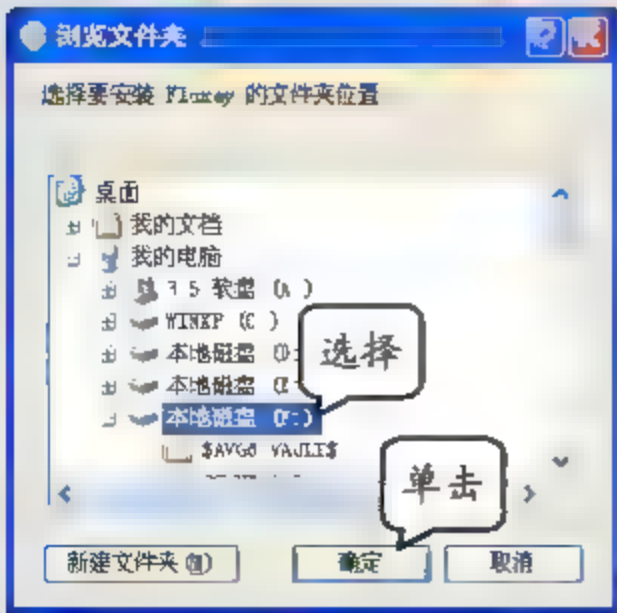 浏览文件夹
选择要安装 的文件夹位置
桌面
我的文档
我的电脑
3.5 软盘 (A:)
WINXP (C:)
本地磁盘 (D:
选择
本地磁盘 (E:
本地磁盘 (F:)
$AVG8 VAULT$
单击
新建文件夹(M)
确定
取消